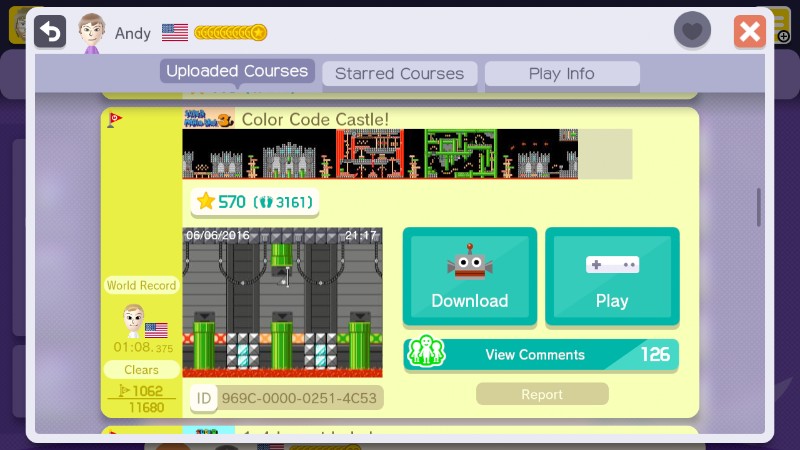 Andy
Uploaded Courses
Starred Courses
Play Info
Color Code Castle!
570 (3161)
06/06/2016 21:17
World Record
01:08.375
Clears
1062
11680
Download
Play
View Comments 126
ID 969C-0000-0251-4C53
Report